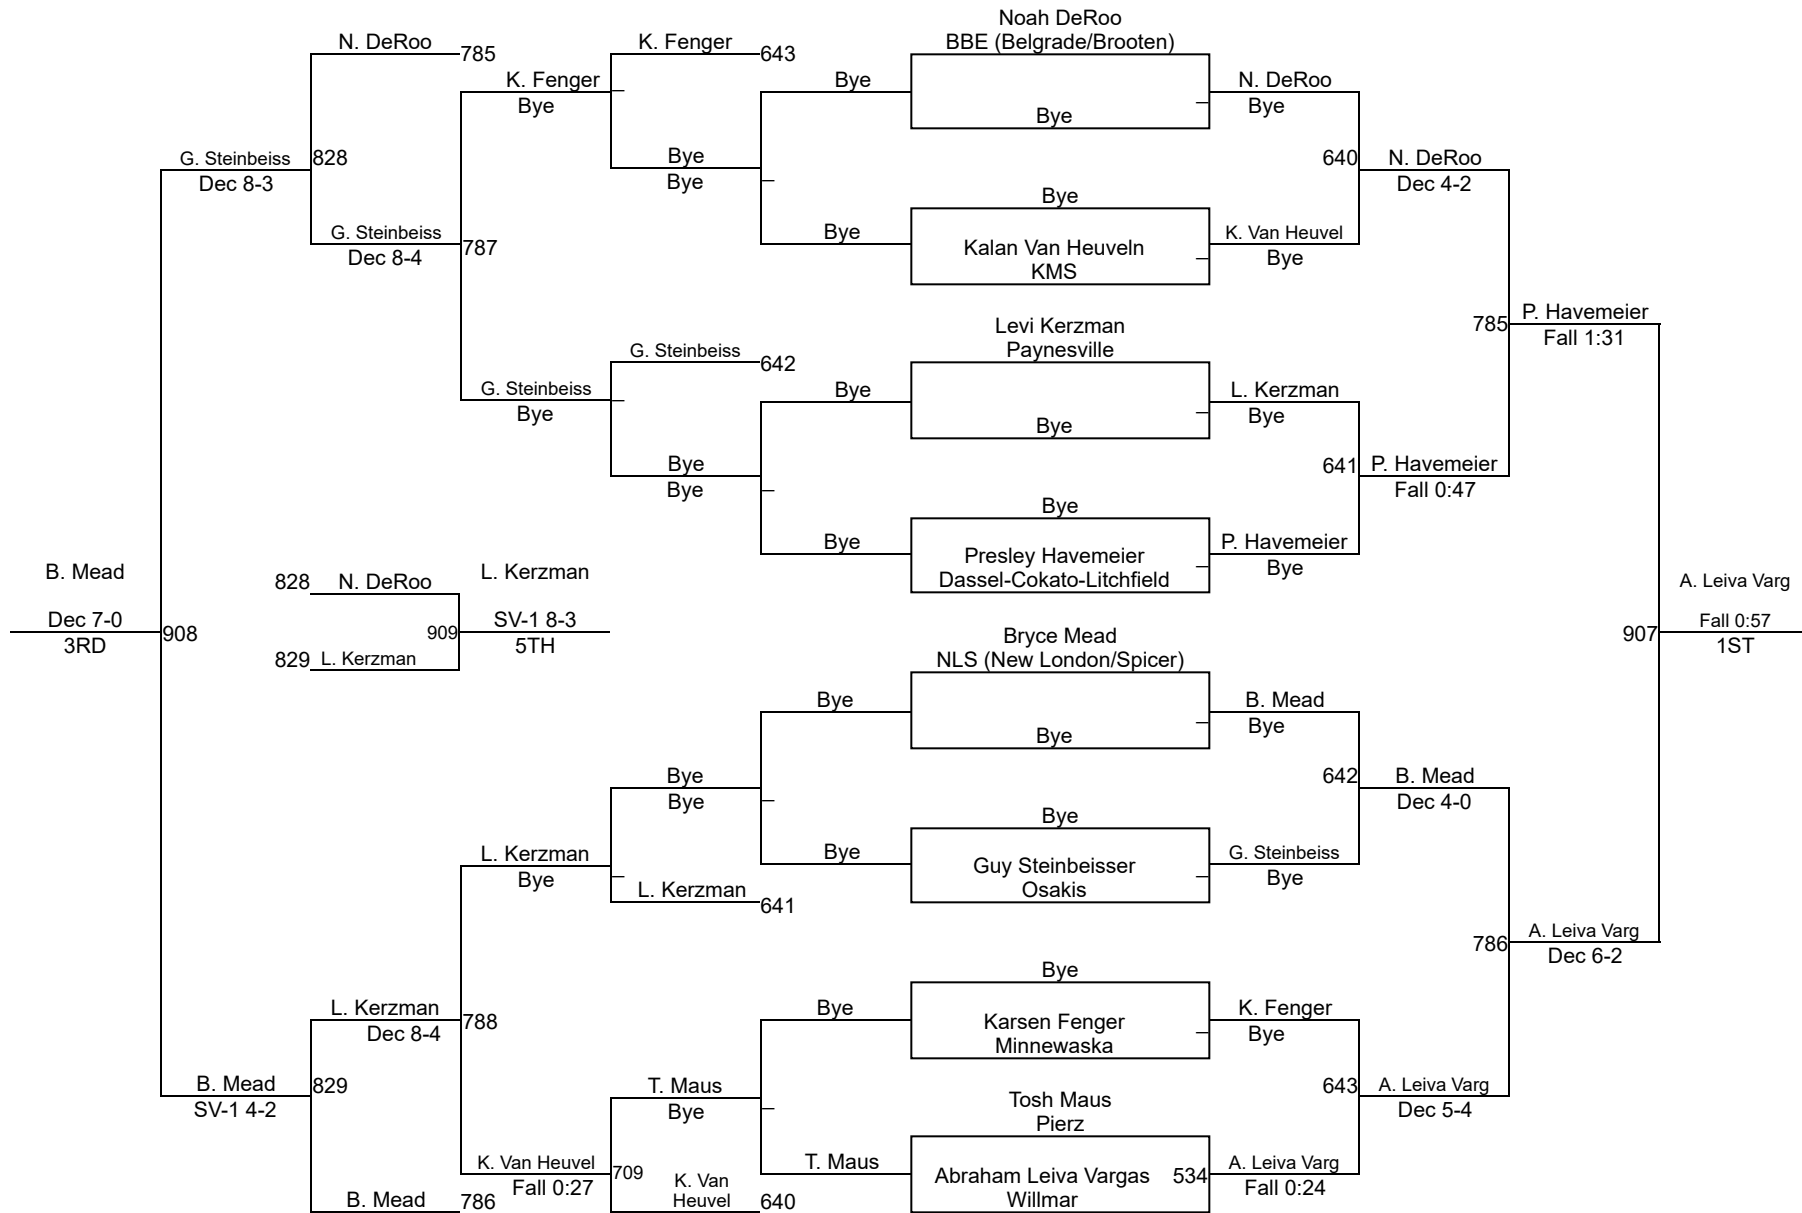 Noah DeRoo
BBE (Belgrade/Brooten)
N. DeRoo 785
K. Fenger 643
K. Fenger
Bye
Bye
Bye
N. DeRoo
Bye
G. Steinbeiss 828
Dec 8-3
Bye
Bye
640 N. DeRoo
Dec 4-2
Bye
G. Steinbeiss 787
Dec 8-4
Bye
Kalan Van Heuveln
KMS
K. Van Heuvel
Bye
Levi Kerzman
Paynesville
785 P. Havemeier
Fall 1:31
G. Steinbeiss 642
G. Steinbeiss
Bye
Bye
Bye
L. Kerzman
Bye
Bye
Bye
641 P. Havemeier
Fall 0:47
Bye
Bye
Presley Havemeier
Dassel-Cokato-Litchfield
P. Havemeier
Bye
B. Mead
Dec 7-0
3RD
908
828 N. DeRoo
829 L. Kerzman
909
L. Kerzman
SV-1 8-3
5TH
907
A. Leiva Varg
Fall 0:57
1ST
Bryce Mead
NLS (New London/Spicer)
Bye
Bye
B. Mead
Bye
Bye
Bye
642 B. Mead
Dec 4-0
Bye
L. Kerzman
Bye
Bye
Guy Steinbeisser
Osakis
G. Steinbeiss
Bye
L. Kerzman 641
786 A. Leiva Varg
Dec 6-2
Bye
L. Kerzman 788
Dec 8-4
Bye
Karsen Fenger
Minnewaska
K. Fenger
Bye
B. Mead 829
SV-1 4-2
T. Maus
Bye
Tosh Maus
Pierz
643 A. Leiva Varg
Dec 5-4
K. Van Heuvel 709
Fall 0:27
T. Maus
Abraham Leiva Vargas 534
Willmar
A. Leiva Varg
Fall 0:24
B. Mead 786
K. Van
Heuvel 640